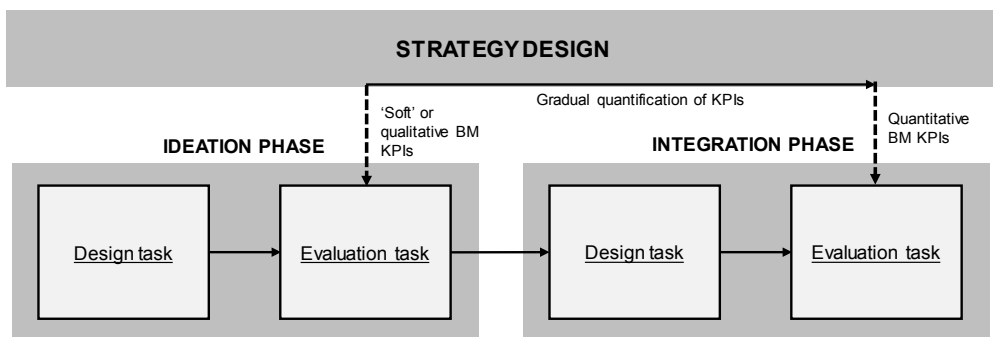 STRATEGY DESIGN
Gradual quantification of KPIs
‘Soft’ or
qualitative BM
KPIs
Quantitative
BM KPIs
IDEATION PHASE
INTEGRATION PHASE
Design task
Evaluation task
Design task
Evaluation task